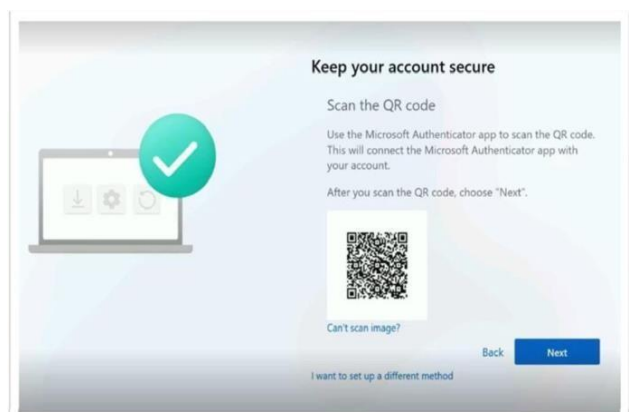 Keep your account secure
Scan the QR code
Use the Microsoft Authenticator app to scan the QR code.
This will connect the Microsoft Authenticator app with
your account.
After you scan the QR code, choose "Next".
Can't scan image?
Back
Next
I want to set up a different method